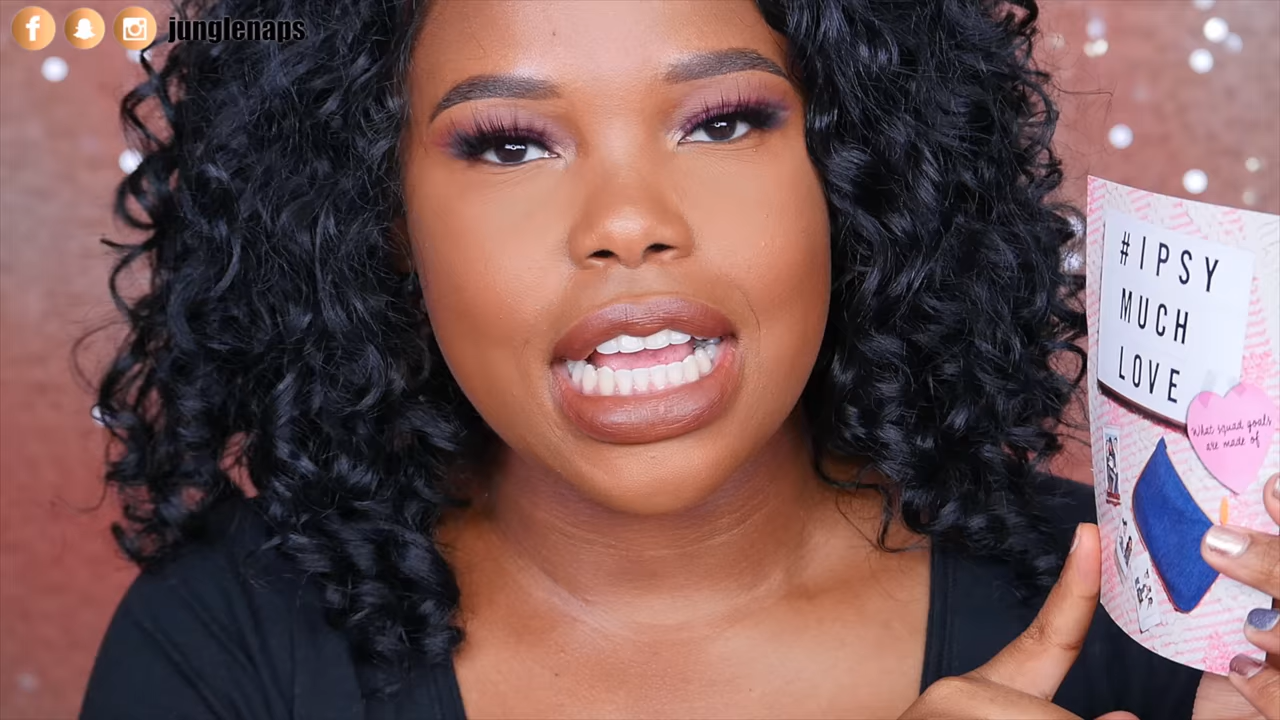 junglenaps
#IPSY
MUCH
LOVE
What squad goals
are made of